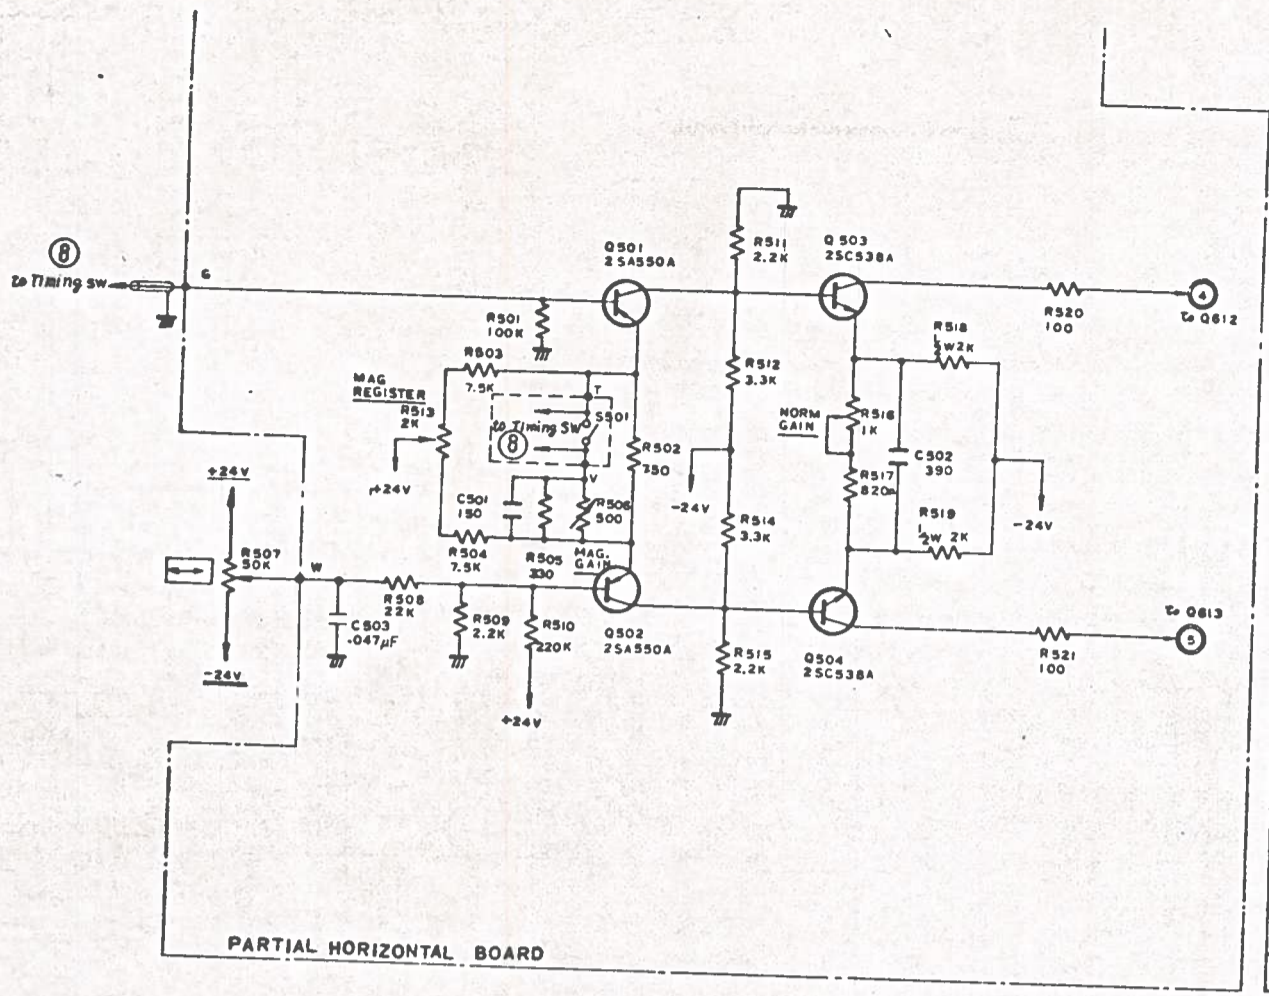 8
to Timing SW
G
R501
100K
Q501
2SA550A
R511
2.2K
Q503
2SC538A
R520
100
4
to Q612
R503
7.5K
MAG
REGISTER
R513
2K
+24V
T
S501
to Timing SW
8
V
R502
C501
150
R506
500
R504
7.5K
R505
330
MAG.
GAIN
R512
3.3K
-24V
R514
3.3K
NORM
GAIN
R516
1K
R517
820
C502
390
R518
½W 2K
R519
½W 2K
-24V
+24V
R507
50K
-24V
W
C503
.047µF
R508
22K
R509
2.2K
R510
220K
+24V
Q502
2SA550A
R515
2.2K
Q504
2SC538A
R521
100
to Q613
5
PARTIAL HORIZONTAL BOARD